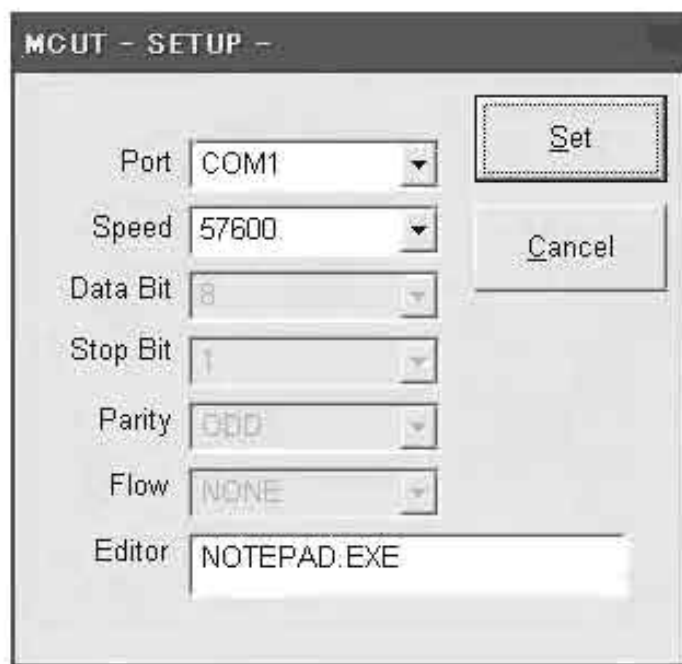 MCUT - SETUP -
Port COM1
Set
Speed 57600
Cancel
Data Bit 8
Stop Bit 1
Parity ODD
Flow NONE
Editor NOTEPAD.EXE